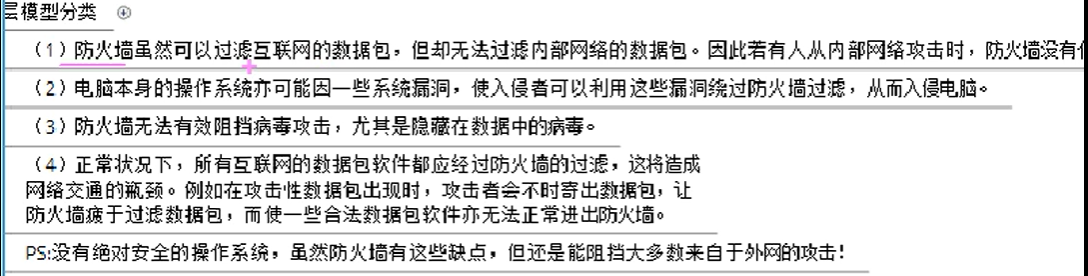 层模型分类
（1）防火墙虽然可以过滤互联网的数据包，但却无法过滤内部网络的数据包。因此若有人从内部网络攻击时，防火墙没有
（2）电脑本身的操作系统亦可能因一些系统漏洞，使入侵者可以利用这些漏洞绕过防火墙过滤，从而入侵电脑。
（3）防火墙无法有效阻挡病毒攻击，尤其是隐藏在数据中的病毒。
（4）正常状况下，所有互联网的数据包软件都应经过防火墙的过滤，这将造成
网络交通的瓶颈。例如在攻击性数据包出现时，攻击者会不时寄出数据包，让
防火墙疲于过滤数据包，而使一些合法数据包软件亦无法正常进出防火墙。
PS:没有绝对安全的操作系统，虽然防火墙有这些缺点，但还是能阻挡大多数来自于外网的攻击！